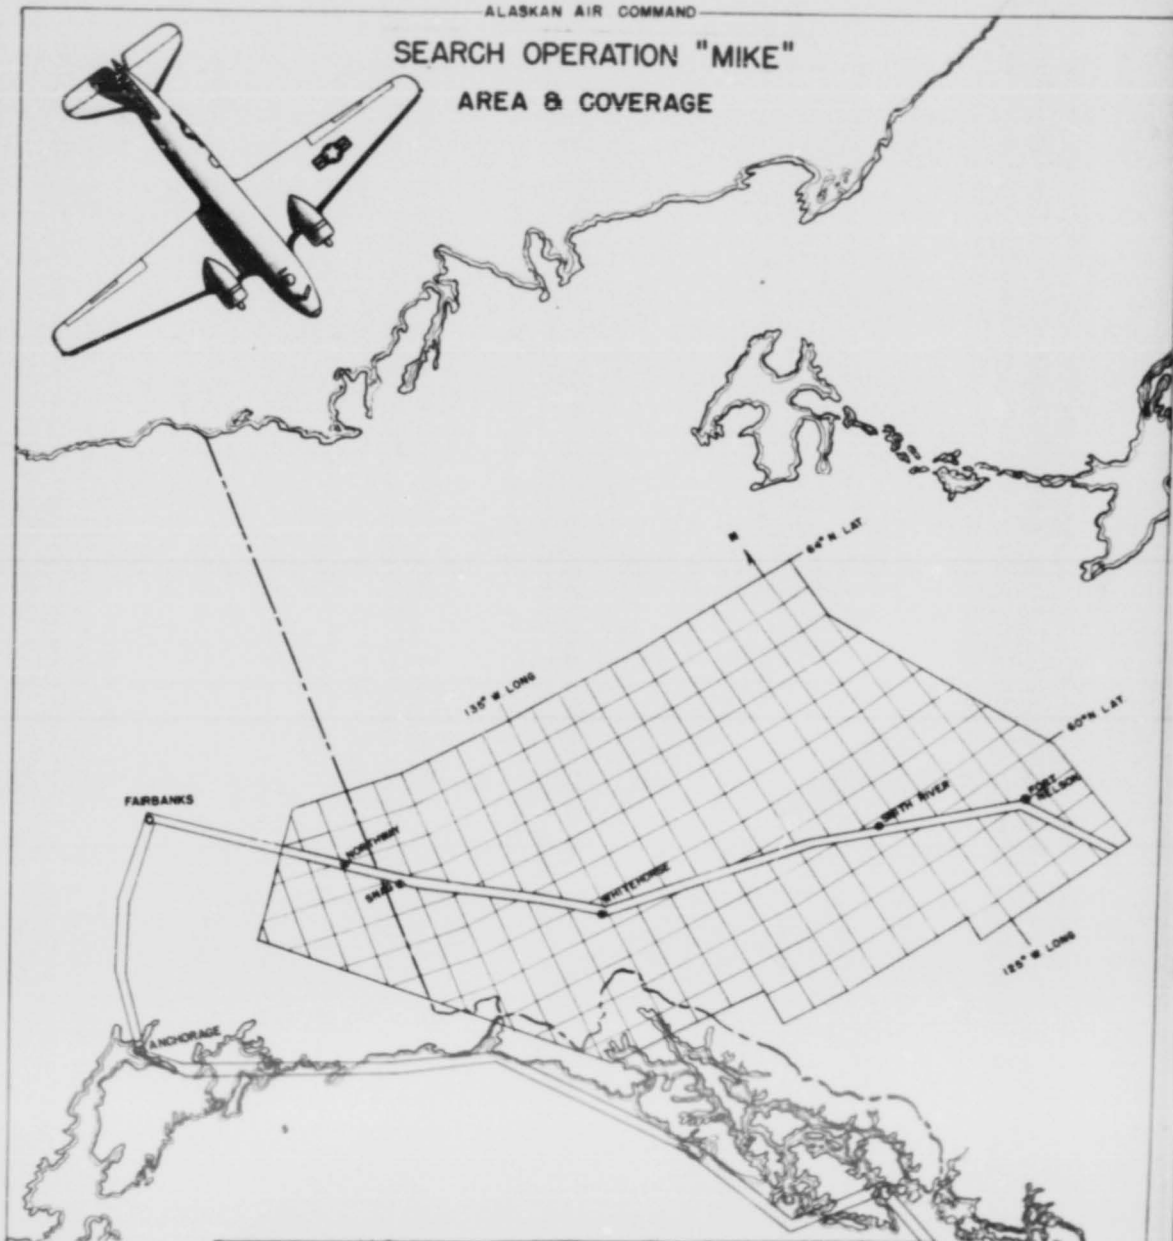 ALASKAN AIR COMMAND
SEARCH OPERATION "MIKE"
AREA & COVERAGE
N
64° N LAT
135° W LONG
60° N LAT
FAIRBANKS
NORTHWAY
SNAG
WHITEHORSE
SMITH RIVER
FORT NELSON
125° W LONG
ANCHORAGE